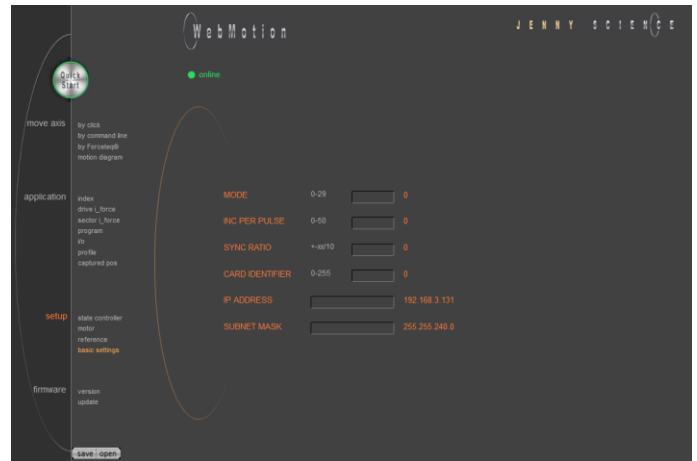 WebMotion
JENNY SCIENCE
Quick
Start
online
move axis
by click
by command line
by Forceteq®
motion diagram
application
index
drive i_force
sector i_force
program
i/o
profile
captured pos
MODE 0-29 0
INC PER PULSE 0-50 0
SYNC RATIO +-xx/10 0
CARD IDENTIFIER 0-255 0
IP ADDRESS 192.168.3.131
SUBNET MASK 255.255.240.0
setup
state controller
motor
reference
basic settings
firmware
version
update
save open